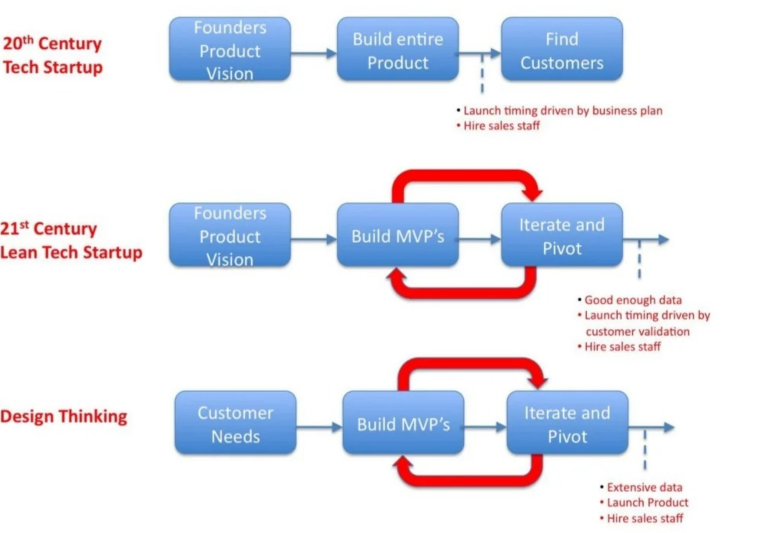 20th Century
Tech Startup
Founders
Product
Vision
Build entire
Product
Find
Customers
• Launch timing driven by business plan
• Hire sales staff
21st Century
Lean Tech Startup
Founders
Product
Vision
Build MVP's
Iterate and
Pivot
• Good enough data
• Launch timing driven by
customer validation
• Hire sales staff
Design Thinking
Customer
Needs
Build MVP's
Iterate and
Pivot
• Extensive data
• Launch Product
• Hire sales staff